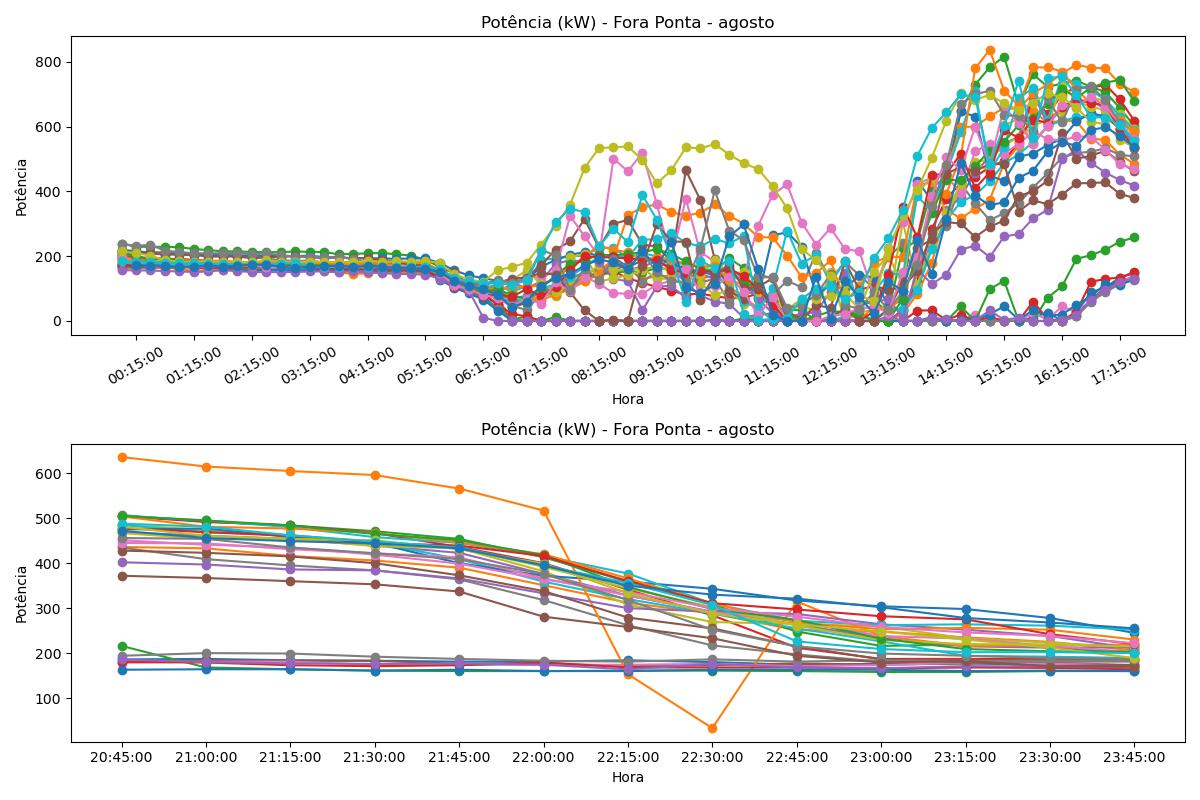 Potência (kW) - Fora Ponta - agosto
800
600
400
200
0
Potência
00:15:00 01:15:00 02:15:00 03:15:00 04:15:00 05:15:00 06:15:00 07:15:00 08:15:00 09:15:00 10:15:00 11:15:00 12:15:00 13:15:00 14:15:00 15:15:00 16:15:00 17:15:00
Hora
Potência (kW) - Fora Ponta - agosto
600
500
400
300
200
100
Potência
20:45:00 21:00:00 21:15:00 21:30:00 21:45:00 22:00:00 22:15:00 22:30:00 22:45:00 23:00:00 23:15:00 23:30:00 23:45:00
Hora